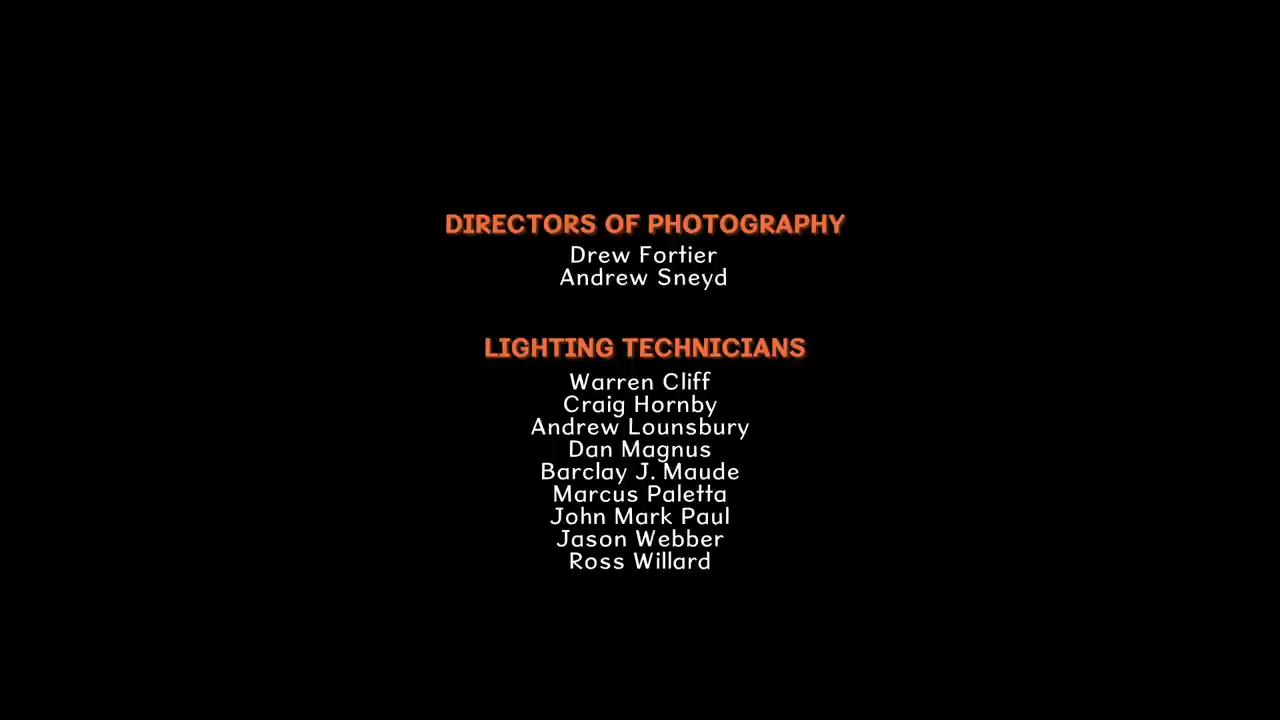 DIRECTORS OF PHOTOGRAPHY
Drew Fortier
Andrew Sneyd
LIGHTING TECHNICIANS
Warren Cliff
Craig Hornby
Andrew Lounsbury
Dan Magnus
Barclay J. Maude
Marcus Paletta
John Mark Paul
Jason Webber
Ross Willard